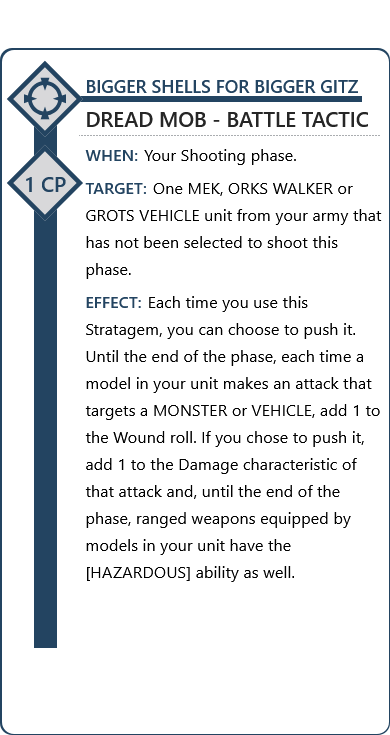 BIGGER SHELLS FOR BIGGER GITZ
DREAD MOB - BATTLE TACTIC
WHEN: Your Shooting phase.
1 CP
TARGET: One MEK, ORKS WALKER or
GROTS VEHICLE unit from your army that
has not been selected to shoot this
phase.
EFFECT: Each time you use this
Stratagem, you can choose to push it.
Until the end of the phase, each time a
model in your unit makes an attack that
targets a MONSTER or VEHICLE, add 1 to
the Wound roll. If you chose to push it,
add 1 to the Damage characteristic of
that attack and, until the end of the
phase, ranged weapons equipped by
models in your unit have the
[HAZARDOUS] ability as well.